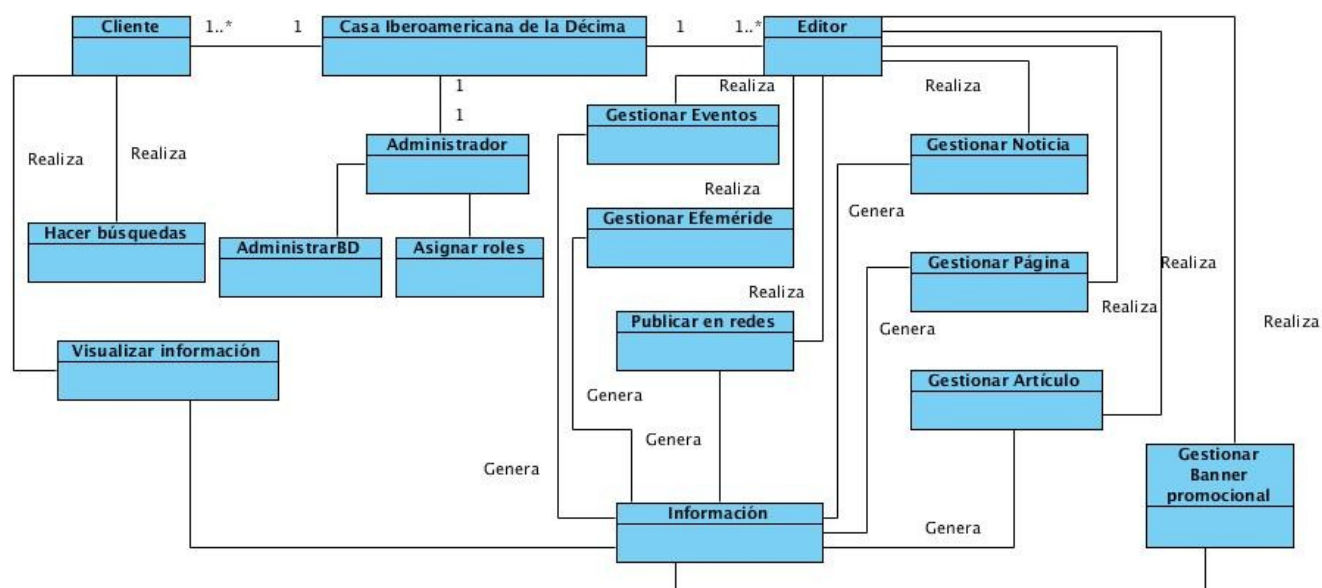 Cliente 1..* 1 Casa Iberoamericana de la Décima 1 1..* Editor
1
1
Realiza
Realiza
Gestionar Eventos
Administrador
Gestionar Noticia
Realiza
Realiza
Realiza
Genera
Gestionar Efeméride
Hacer búsquedas
AdministrarBD
Asignar roles
Gestionar Página
Realiza
Realiza
Realiza
Realiza
Publicar en redes
Genera
Visualizar información
Gestionar Artículo
Genera
Genera
Genera
Gestionar
Banner
promocional
Información
Genera